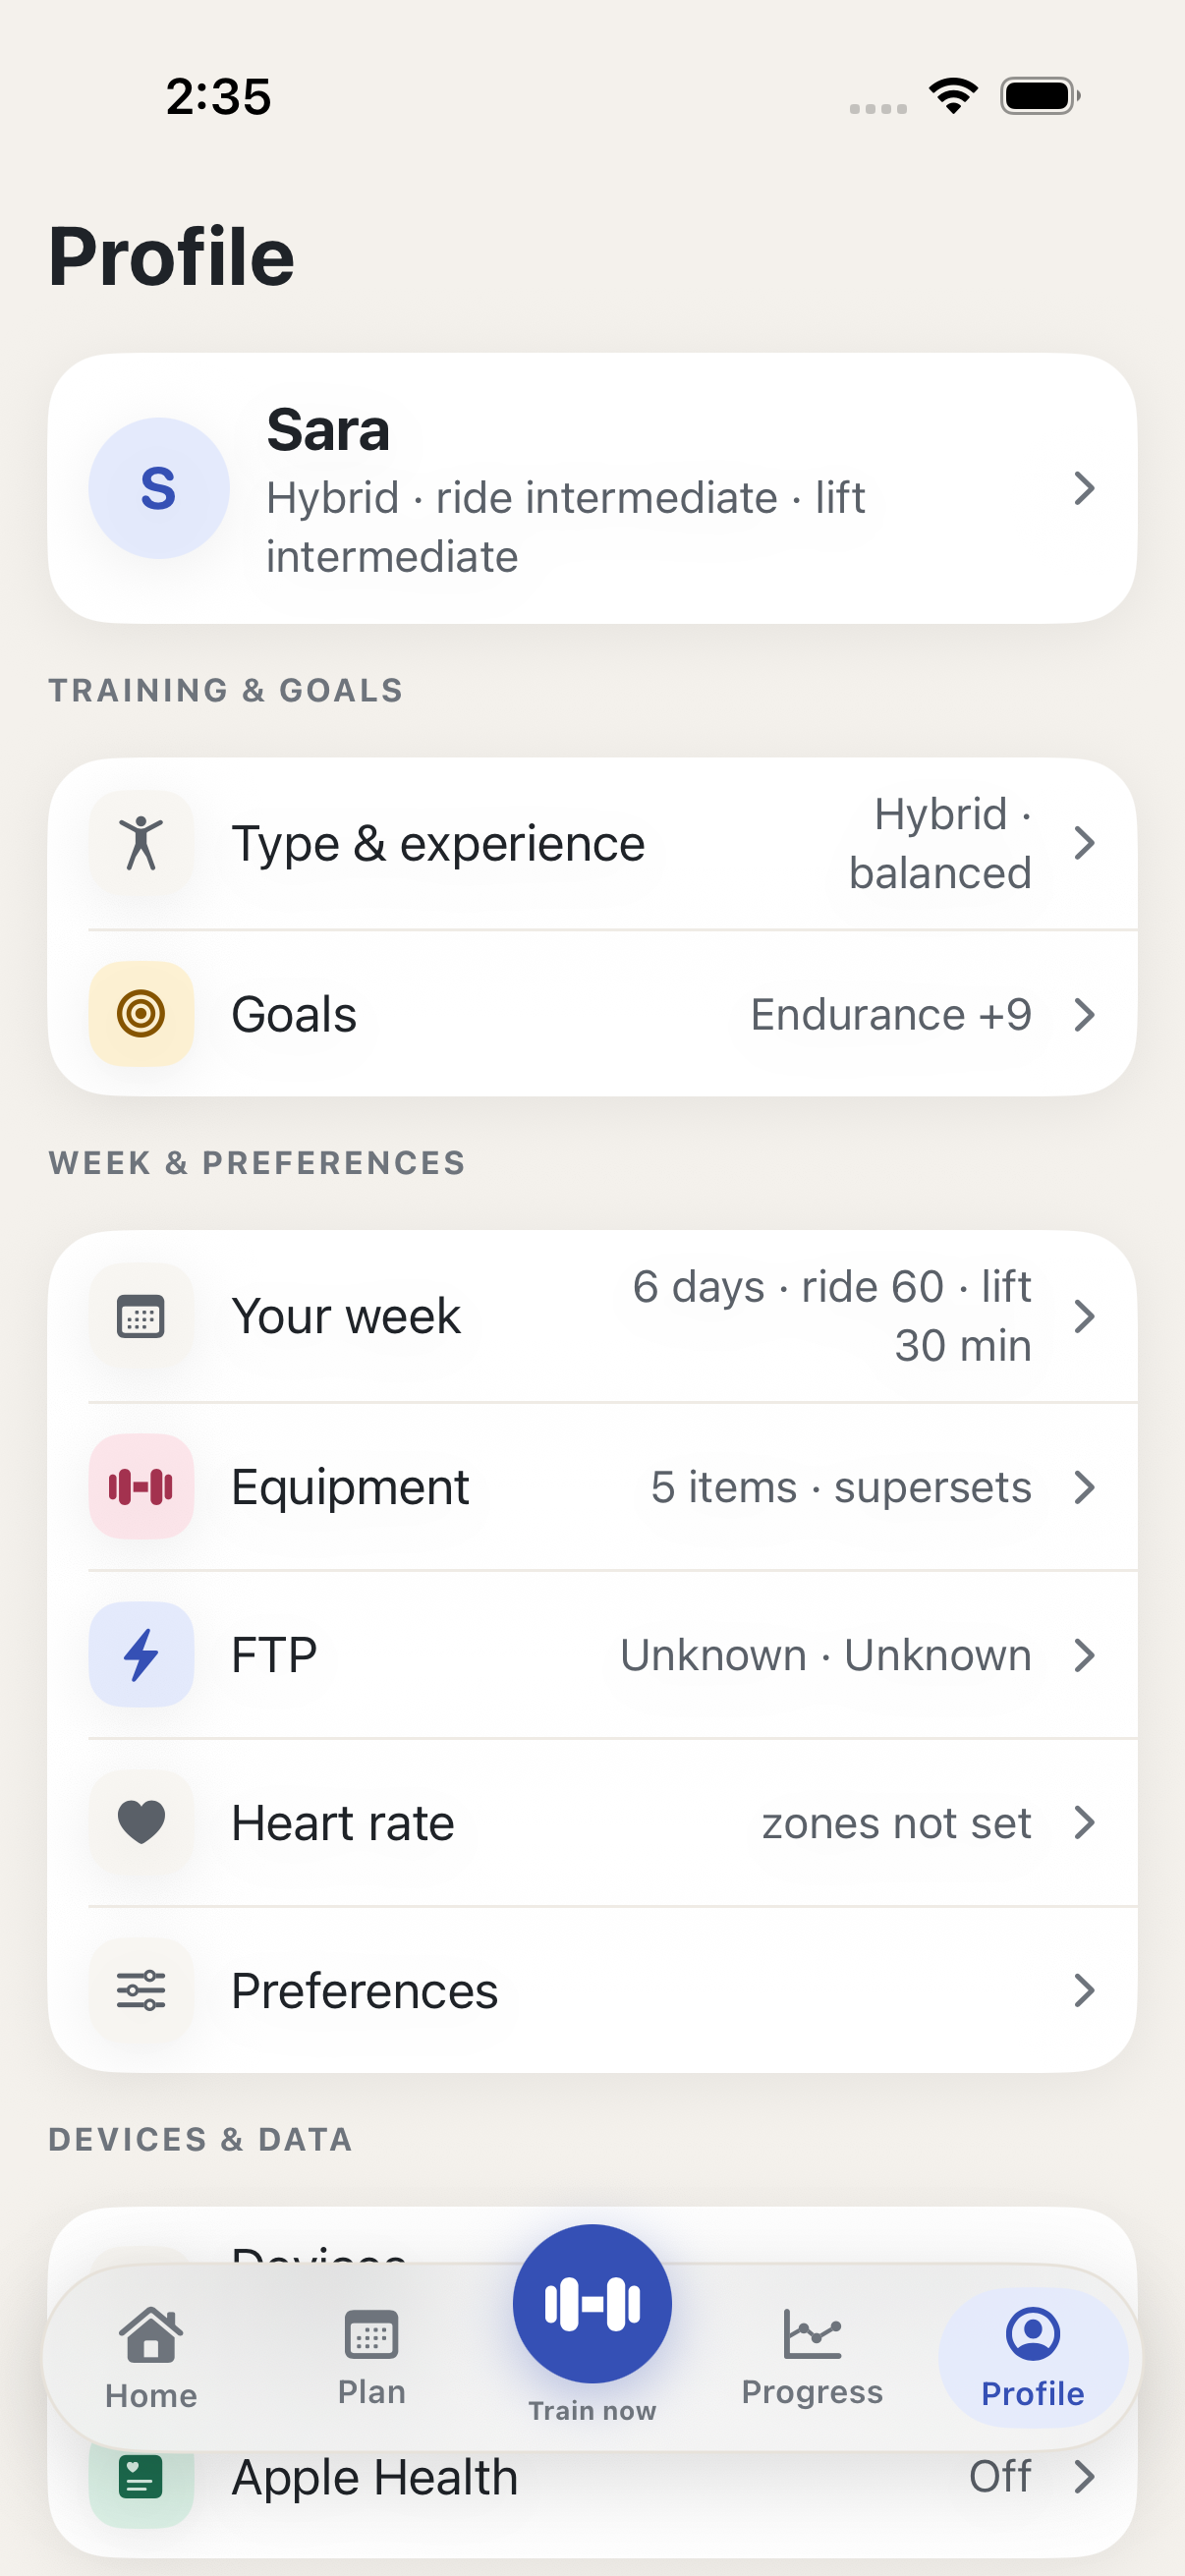 2:35
Profile
S
Sara
Hybrid · ride intermediate · lift
intermediate
TRAINING & GOALS
Type & experience
Hybrid ·
balanced
Goals
Endurance +9
WEEK & PREFERENCES
Your week
6 days · ride 60 · lift
30 min
Equipment
5 items · supersets
FTP
Unknown · Unknown
Heart rate
zones not set
Preferences
DEVICES & DATA
Devices
Home
Plan
Train now
Progress
Profile
Apple Health
Off